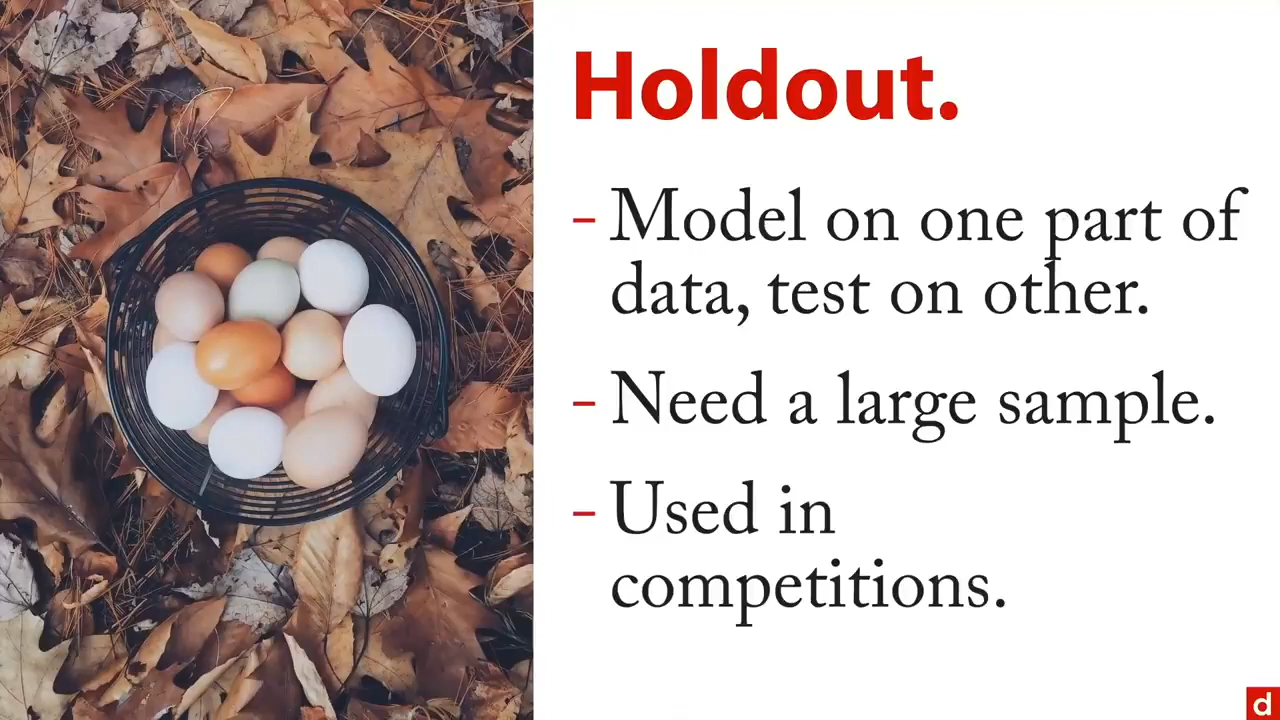 Holdout.
- Model on one part of
data, test on other.
- Need a large sample.
- Used in
competitions.
d